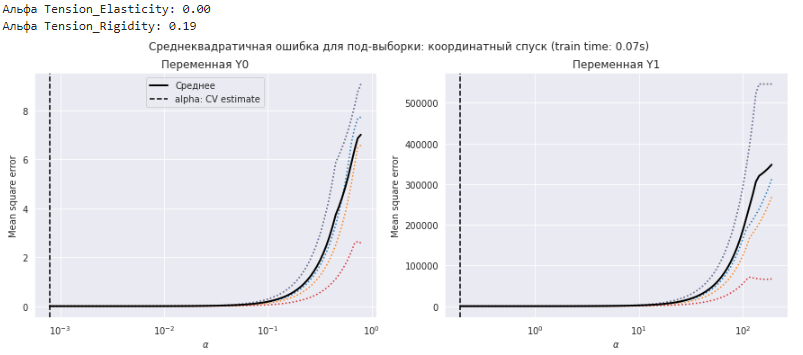 Альфа Tension_Elasticity: 0.00
Альфа Tension_Rigidity: 0.19
Среднеквадратичная ошибка для под-выборки: координатный спуск (train time: 0.07s)
Переменная Y0
Переменная Y1
Среднее
alpha: CV estimate
Mean square error
8
6
4
2
0
10⁻³
10⁻²
10⁻¹
10⁰
α
Mean square error
500000
400000
300000
200000
100000
0
10⁰
10¹
10²
α